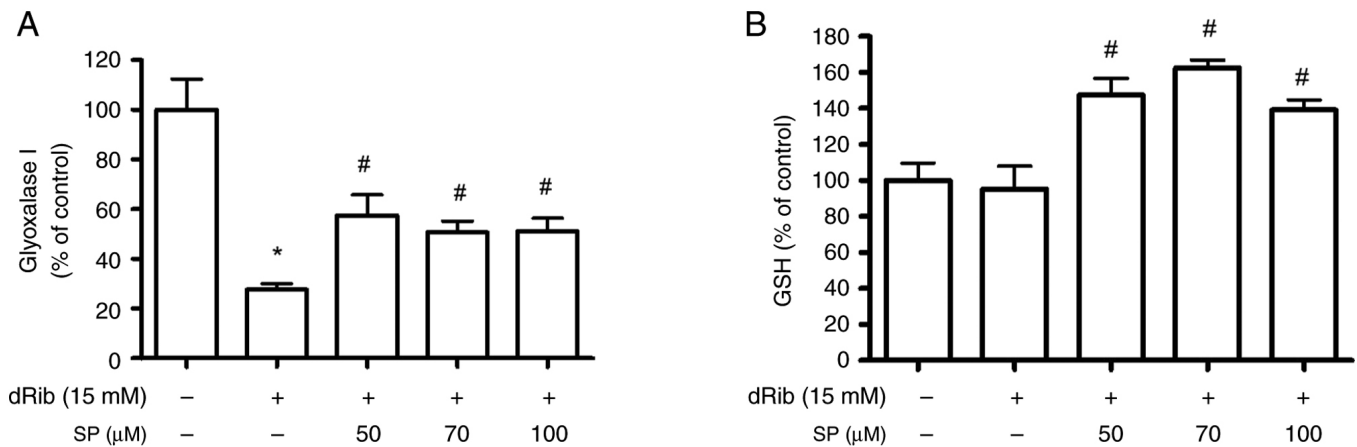 A
120
100
80
60
40
20
0
Glyoxalase I
(% of control)
#
#
#
*
dRib (15 mM) – + + + +
SP (μM) – – 50 70 100
B
180
160
140
120
100
80
60
40
20
0
GSH (% of control)
#
#
#
dRib (15 mM) – + + + +
SP (μM) – – 50 70 100